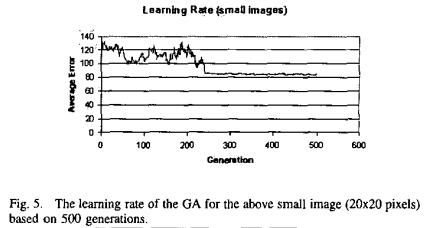 Learning Rate (small images)
140
120
100
80
60
40
20
0
Average Error
0 100 200 300 400 500 600
Generation
Fig. 5. The learning rate of the GA for the above small image (20x20 pixels)
based on 500 generations.